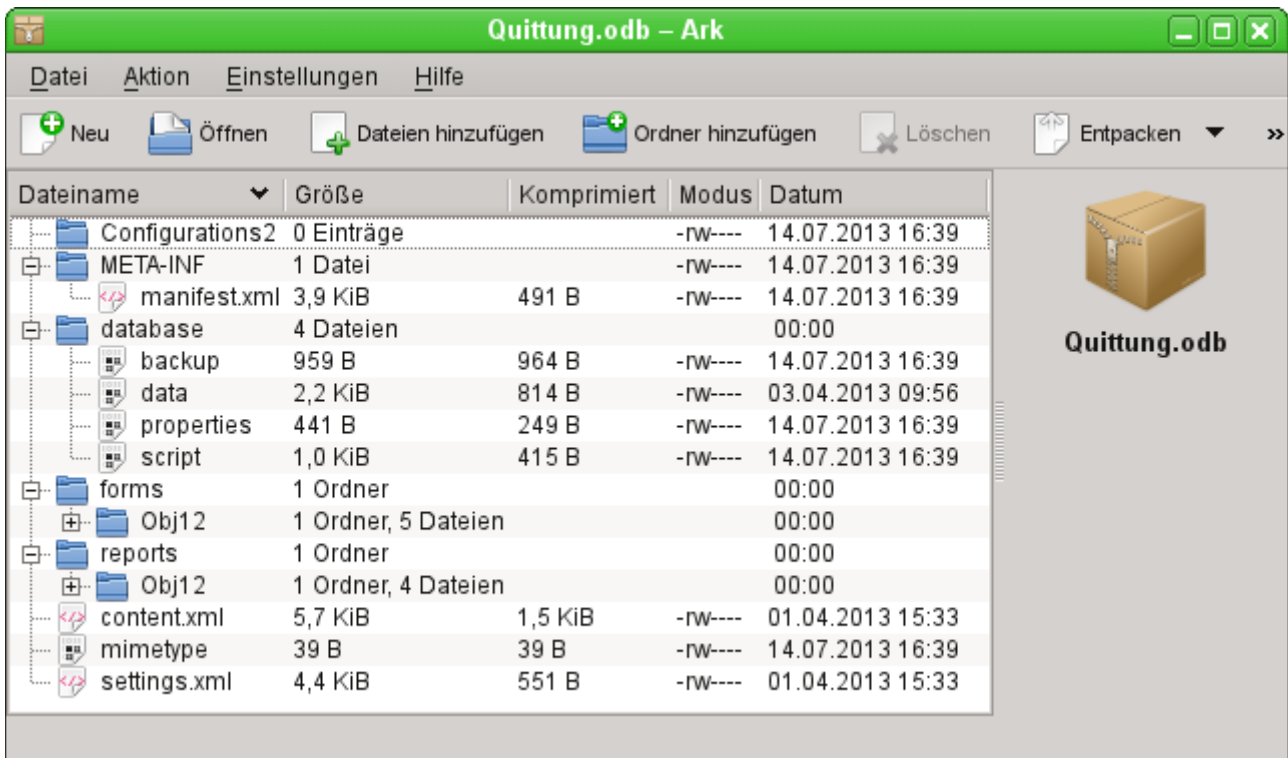 Quittung.odb – Ark
Datei Aktion Einstellungen Hilfe
Neu Öffnen Dateien hinzufügen Ordner hinzufügen Löschen Entpacken »
Dateiname Größe Komprimiert Modus Datum
Configurations2 0 Einträge -rw---- 14.07.2013 16:39
META-INF 1 Datei -rw---- 14.07.2013 16:39
manifest.xml 3,9 KiB 491 B -rw---- 14.07.2013 16:39
database 4 Dateien 00:00
backup 959 B 964 B -rw---- 14.07.2013 16:39
data 2,2 KiB 814 B -rw---- 03.04.2013 09:56
properties 441 B 249 B -rw---- 14.07.2013 16:39
script 1,0 KiB 415 B -rw---- 14.07.2013 16:39
forms 1 Ordner 00:00
Obj12 1 Ordner, 5 Dateien 00:00
reports 1 Ordner 00:00
Obj12 1 Ordner, 4 Dateien 00:00
content.xml 5,7 KiB 1,5 KiB -rw---- 01.04.2013 15:33
mimetype 39 B 39 B -rw---- 14.07.2013 16:39
settings.xml 4,4 KiB 551 B -rw---- 01.04.2013 15:33
Quittung.odb